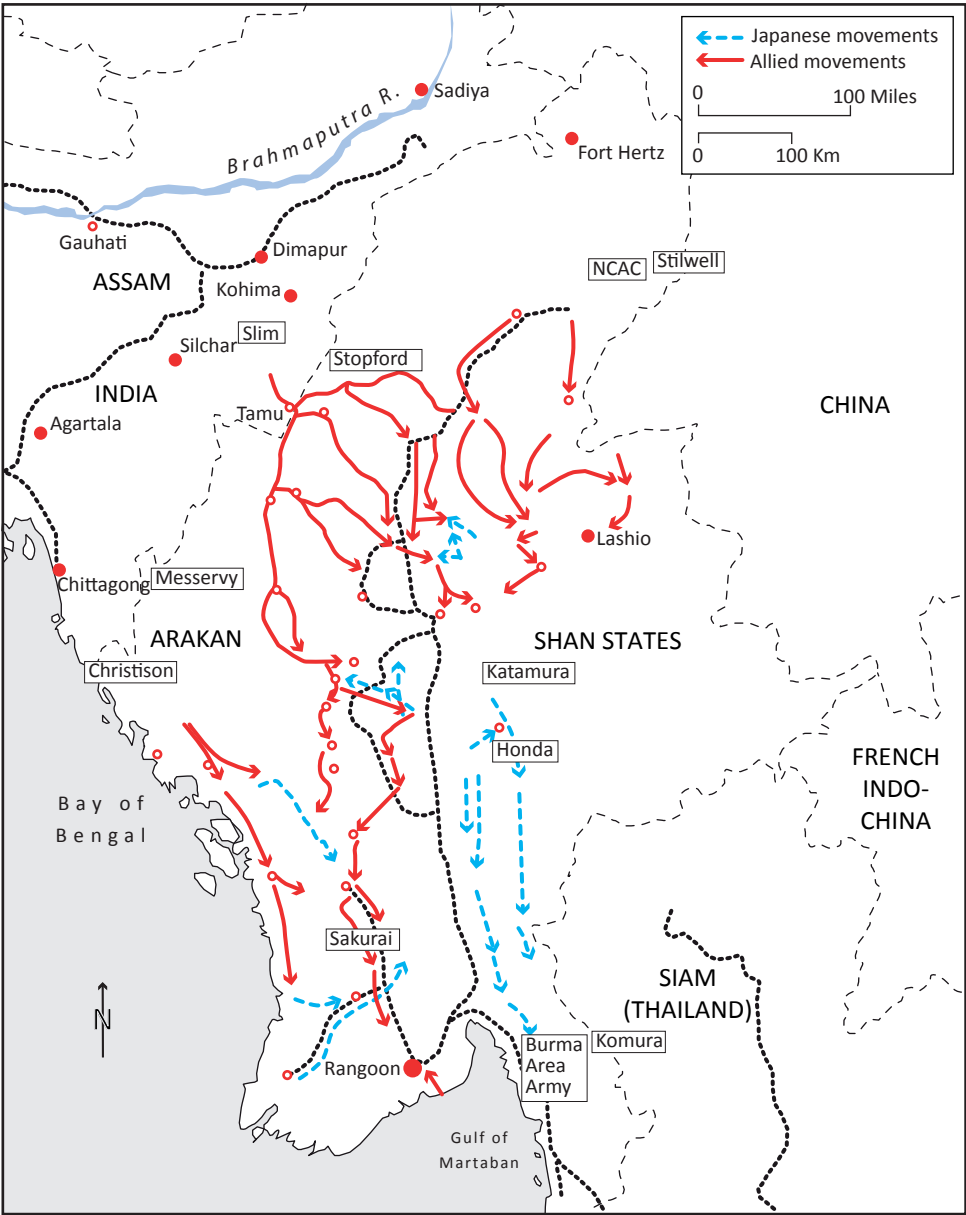 Japanese movements
Allied movements
0 100 Miles
0 100 Km
Sadiya
Brahmaputra R.
Fort Hertz
Gauhati
Dimapur
ASSAM
NCAC
Stilwell
Kohima
Slim
Silchar
Stopford
INDIA
Tamu
CHINA
Agartala
Lashio
Chittagong
Messervy
ARAKAN
SHAN STATES
Christison
Katamura
Honda
FRENCH
INDO-
CHINA
Bay of
Bengal
Sakurai
SIAM
(THAILAND)
N
Rangoon
Burma
Area
Army
Komura
Gulf of
Martaban